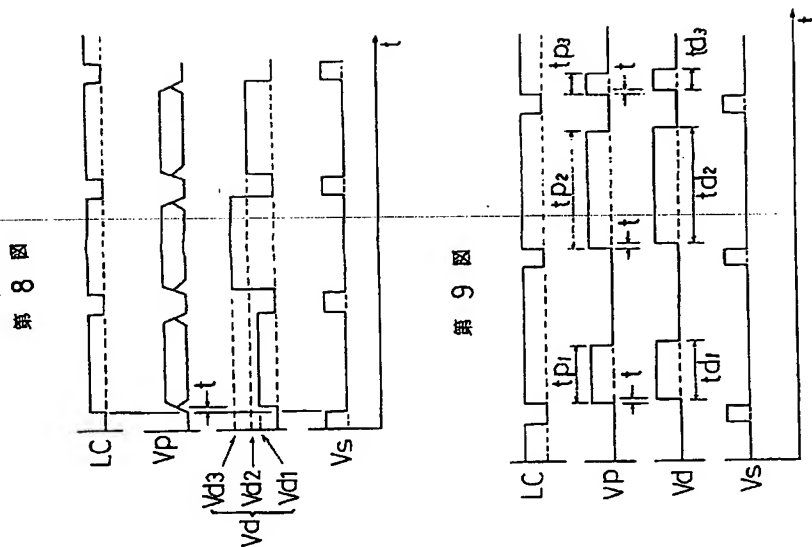 第 8 図
LC
Vp
t
Vd3
Vd2
Vd1
Vd
Vs
t
第 9 図
LC
Vp
tp1
t
tp2
tp3
t
Vd
td1
td2
td3
Vs
t